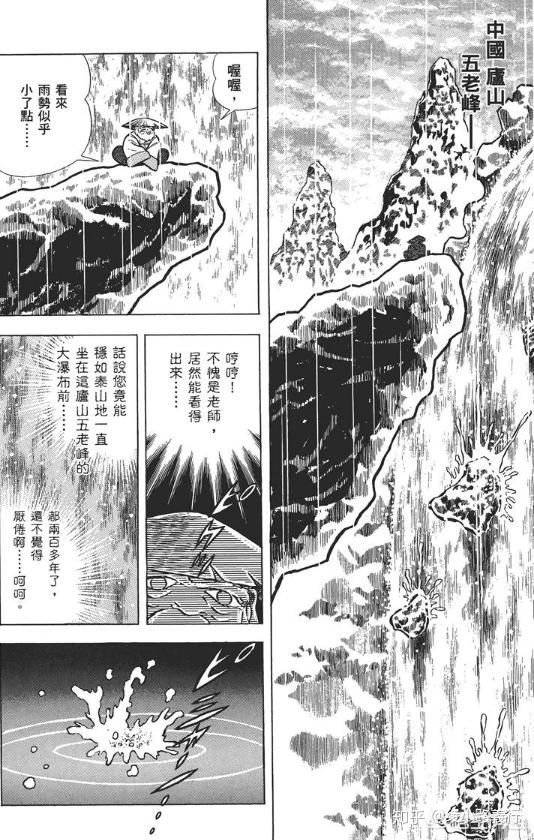 中國 廬山
五老峰——
喔喔，
看來
雨勢似乎
小了點……
哼哼！
不愧是老師，
居然能看得
出來……
話說您竟能
穩如泰山地一直
坐在這廬山五老峰的
大瀑布前……
都兩百多年了，
還不覺得
厭倦啊……呵呵。